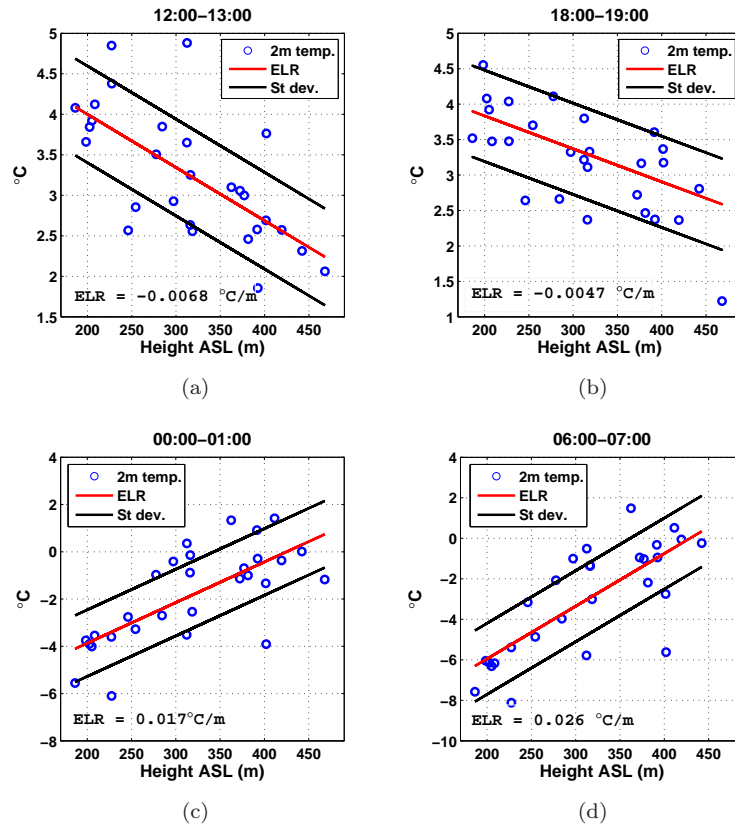 12:00−13:00
5
4.5
4
3.5
3
2.5
2
1.5
°C
2m temp.
ELR
St dev.
ELR = −0.0068 °C/m
200 250 300 350 400 450
Height ASL (m)
(a)
18:00−19:00
5
4.5
4
3.5
3
2.5
2
1.5
1
°C
2m temp.
ELR
St dev.
ELR = −0.0047 °C/m
200 250 300 350 400 450
Height ASL (m)
(b)
00:00−01:00
4
2
0
−2
−4
−6
−8
°C
2m temp.
ELR
St dev.
ELR = 0.017°C/m
200 250 300 350 400 450
Height ASL (m)
(c)
06:00−07:00
4
2
0
−2
−4
−6
−8
−10
°C
2m temp.
ELR
St dev.
ELR = 0.026 °C/m
200 250 300 350 400 450
Height ASL (m)
(d)